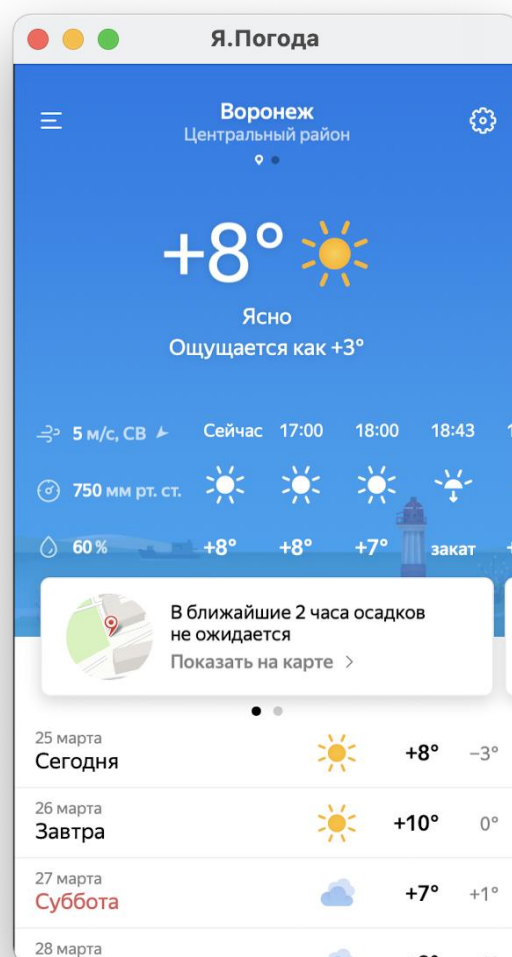 Я.Погода
Воронеж
Центральный район
+8°
Ясно
Ощущается как +3°
5 м/с, СВ
Сейчас 17:00 18:00 18:43
750 мм рт. ст.
60 %
+8° +8° +7° закат
В ближайшие 2 часа осадков
не ожидается
Показать на карте
25 марта
Сегодня +8° −3°
26 марта
Завтра +10° 0°
27 марта
Суббота +7° +1°
28 марта